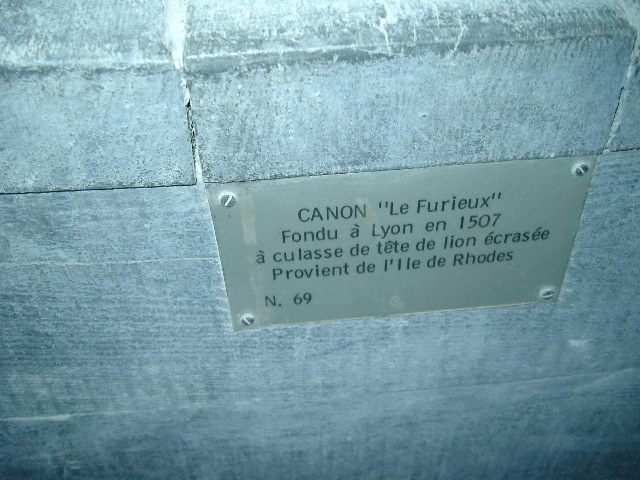 CANON "Le Furieux"
Fondu à Lyon en 1507
à culasse de tête de lion écrasée
Provient de l'Ile de Rhodes
N. 69